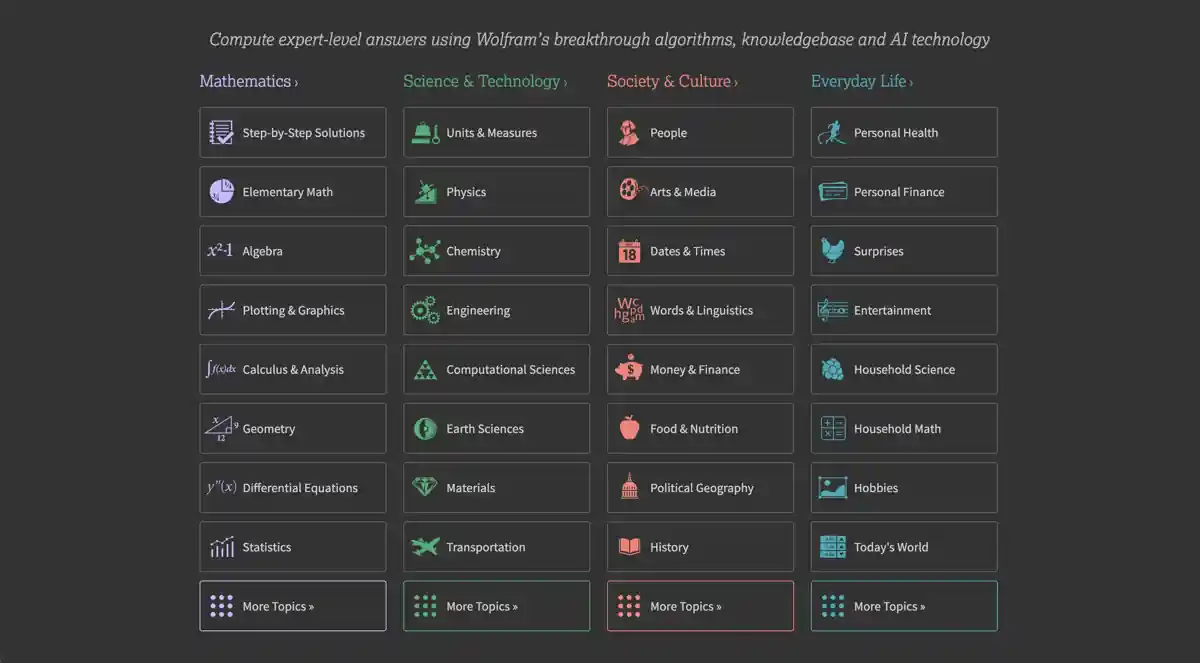 Compute expert-level answers using Wolfram's breakthrough algorithms, knowledgebase and AI technology
Mathematics ›
Step-by-Step Solutions
Elementary Math
x²-1 Algebra
Plotting & Graphics
∫f(x)dx Calculus & Analysis
x 9 12 Geometry
y″(x) Differential Equations
Statistics
More Topics »
Science & Technology ›
Units & Measures
Physics
Chemistry
Engineering
Computational Sciences
Earth Sciences
Materials
Transportation
More Topics »
Society & Culture ›
People
Arts & Media
18 Dates & Times
Words & Linguistics
$ Money & Finance
Food & Nutrition
Political Geography
History
More Topics »
Everyday Life ›
Personal Health
Personal Finance
Surprises
Entertainment
Household Science
Household Math
Hobbies
Today's World
More Topics »